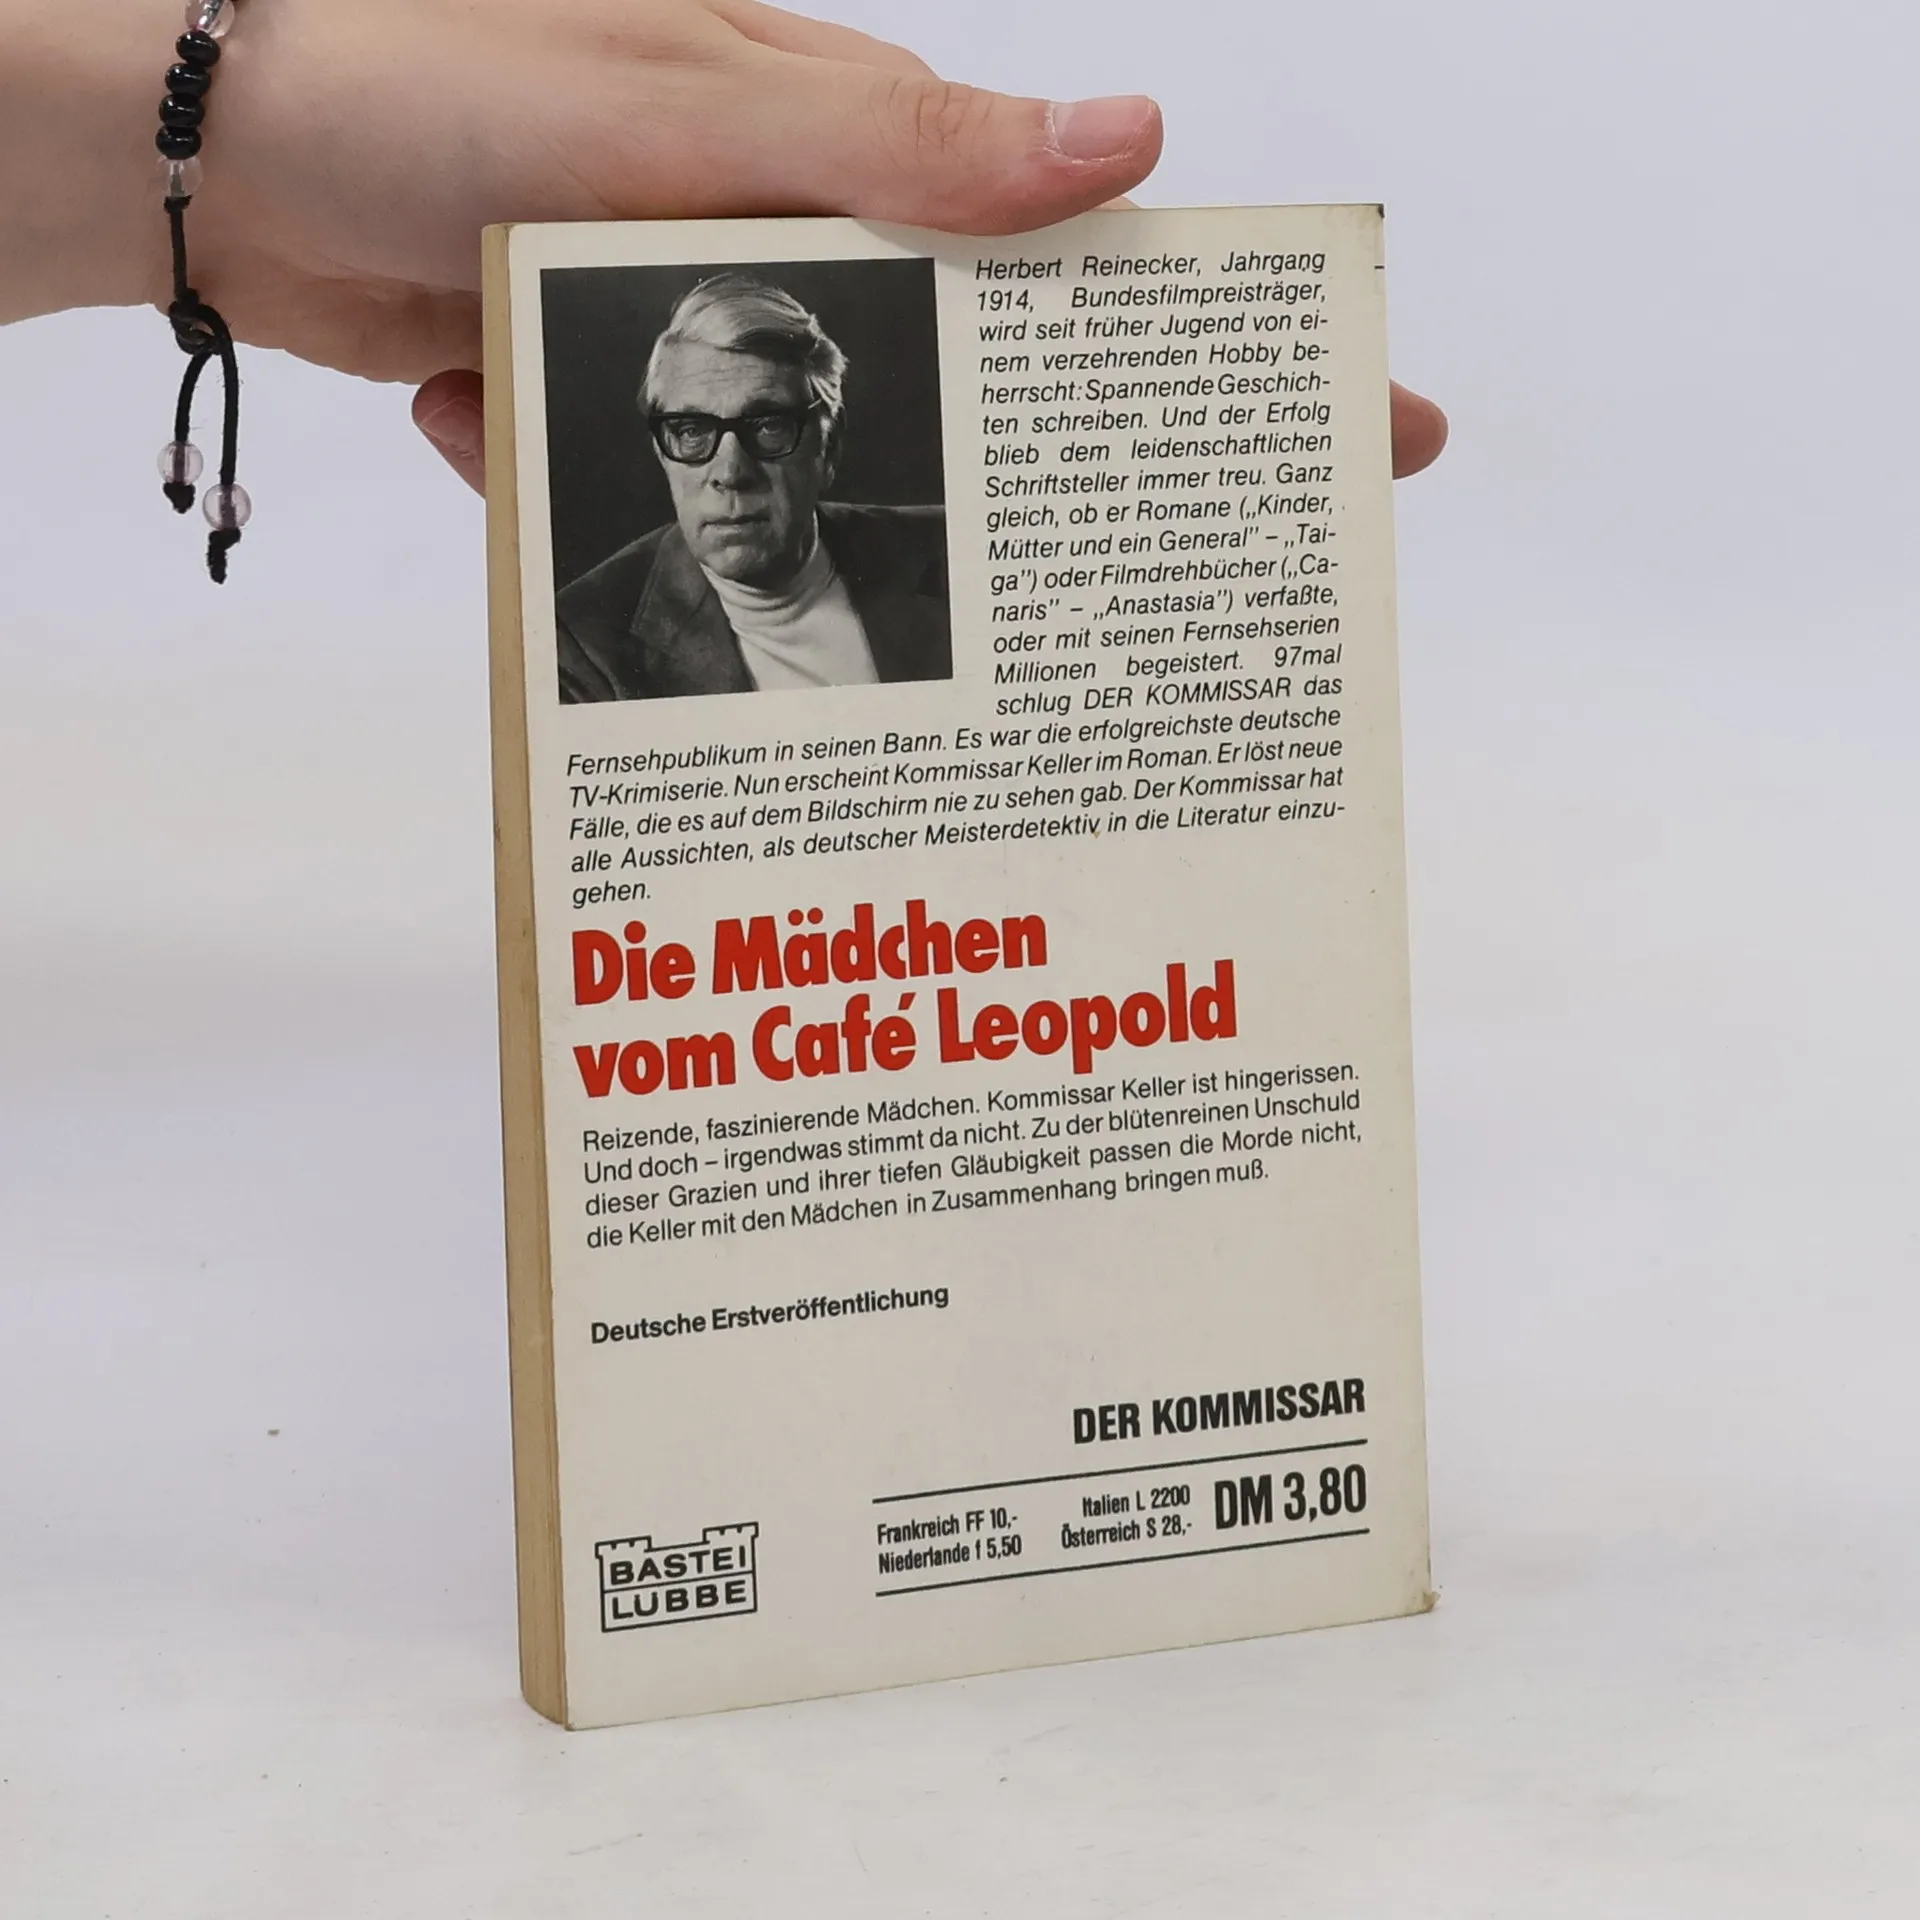 Herbert Reinecker, Jahrgang
1914, Bundesfilmpreisträger,
wird seit früher Jugend von ei-
nem verzehrenden Hobby be-
herrscht: Spannende Geschich-
ten schreiben. Und der Erfolg
blieb dem leidenschaftlichen
Schriftsteller immer treu. Ganz
gleich, ob er Romane („Kinder,
Mütter und ein General” – „Tai-
ga”) oder Filmdrehbücher („Ca-
naris” – „Anastasia”) verfaßte,
oder mit seinen Fernsehserien
Millionen begeistert. 97mal
schlug DER KOMMISSAR das
Fernsehpublikum in seinen Bann. Es war die erfolgreichste deutsche
TV-Krimiserie. Nun erscheint Kommissar Keller im Roman. Er löst neue
Fälle, die es auf dem Bildschirm nie zu sehen gab. Der Kommissar hat
alle Aussichten, als deutscher Meisterdetektiv in die Literatur einzu-
gehen.
Die Mädchen
vom Café Leopold
Reizende, faszinierende Mädchen. Kommissar Keller ist hingerissen.
Und doch – irgendwas stimmt da nicht. Zu der blütenreinen Unschuld
dieser Grazien und ihrer tiefen Gläubigkeit passen die Morde nicht,
die Keller mit den Mädchen in Zusammenhang bringen muß.
Deutsche Erstveröffentlichung
DER KOMMISSAR
Frankreich FF 10,- Italien L 2200 DM 3,80
Niederlande f 5,50 Österreich S 28,-
BASTEI
LÜBBE